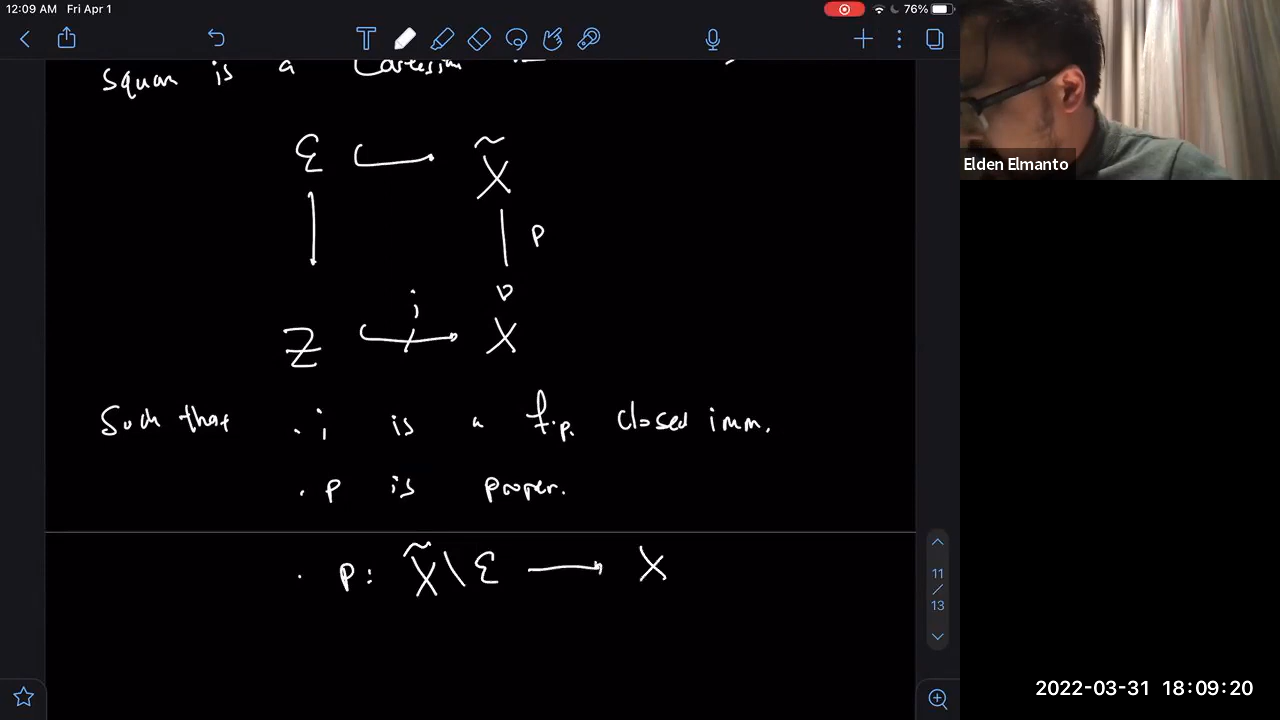 12:09 AM Fri Apr 1
76%
T
Squar is a Cartesian
ℰ X̃
p
i
Z X
Such that . i is a f.p. closed imm.
. p is proper.
. p: X̃ \ ℰ ⟶ X
11
/
13
Elden Elmanto
2022-03-31 18:09:20